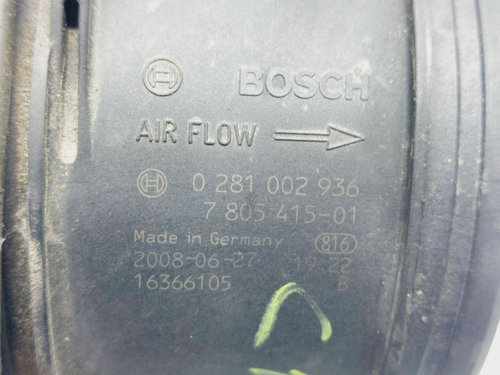 BOSCH
AIR FLOW
0 281 002 936
7 805 415-01
Made in Germany 816
2008-06-27 19:22
16366105 B